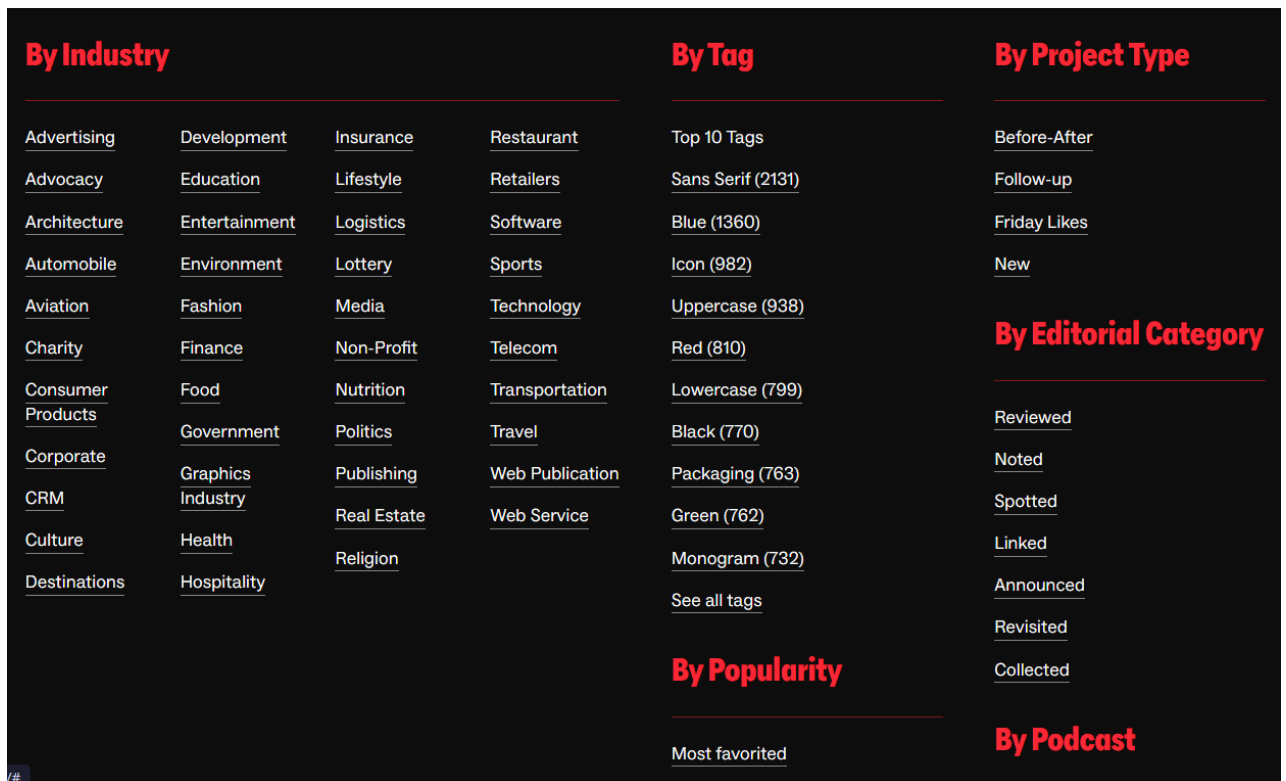 By Industry
Advertising
Advocacy
Architecture
Automobile
Aviation
Charity
Consumer
Products
Corporate
CRM
Culture
Destinations
Development
Education
Entertainment
Environment
Fashion
Finance
Food
Government
Graphics
Industry
Health
Hospitality
Insurance
Lifestyle
Logistics
Lottery
Media
Non-Profit
Nutrition
Politics
Publishing
Real Estate
Religion
Restaurant
Retailers
Software
Sports
Technology
Telecom
Transportation
Travel
Web Publication
Web Service
By Tag
Top 10 Tags
Sans Serif (2131)
Blue (1360)
Icon (982)
Uppercase (938)
Red (810)
Lowercase (799)
Black (770)
Packaging (763)
Green (762)
Monogram (732)
See all tags
By Popularity
Most favorited
By Project Type
Before-After
Follow-up
Friday Likes
New
By Editorial Category
Reviewed
Noted
Spotted
Linked
Announced
Revisited
Collected
By Podcast
/#